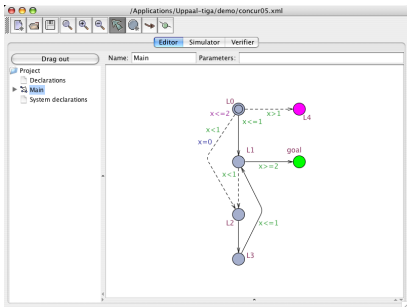 /Applications/Uppaal-tiga/demo/concur05.xml
Editor Simulator Verifier
Drag out
Name: Main Parameters:
Project
Declarations
Main
System declarations
L0
x<=2
x>1
L4
x<=1
x<1
x=0
L1
goal
x>=2
x<1
L2
x<=1
L3